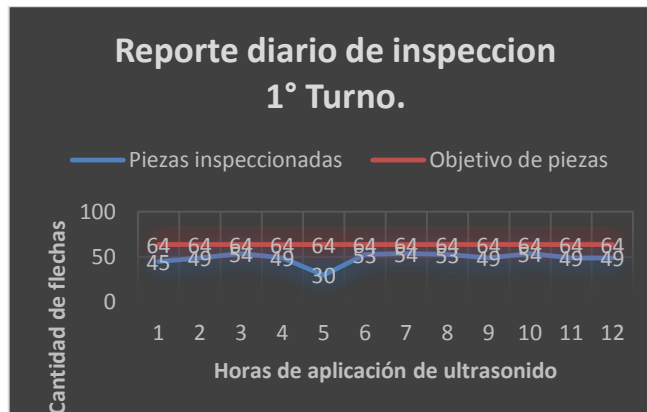 Reporte diario de inspeccion
1° Turno.
Piezas inspeccionadas
Objetivo de piezas
Cantidad de flechas
100
50
0
64 64 64 64 64 64 64 64 64 64 64 64
45 49 54 49 30 53 54 53 49 54 49 49
1 2 3 4 5 6 7 8 9 10 11 12
Horas de aplicación de ultrasonido